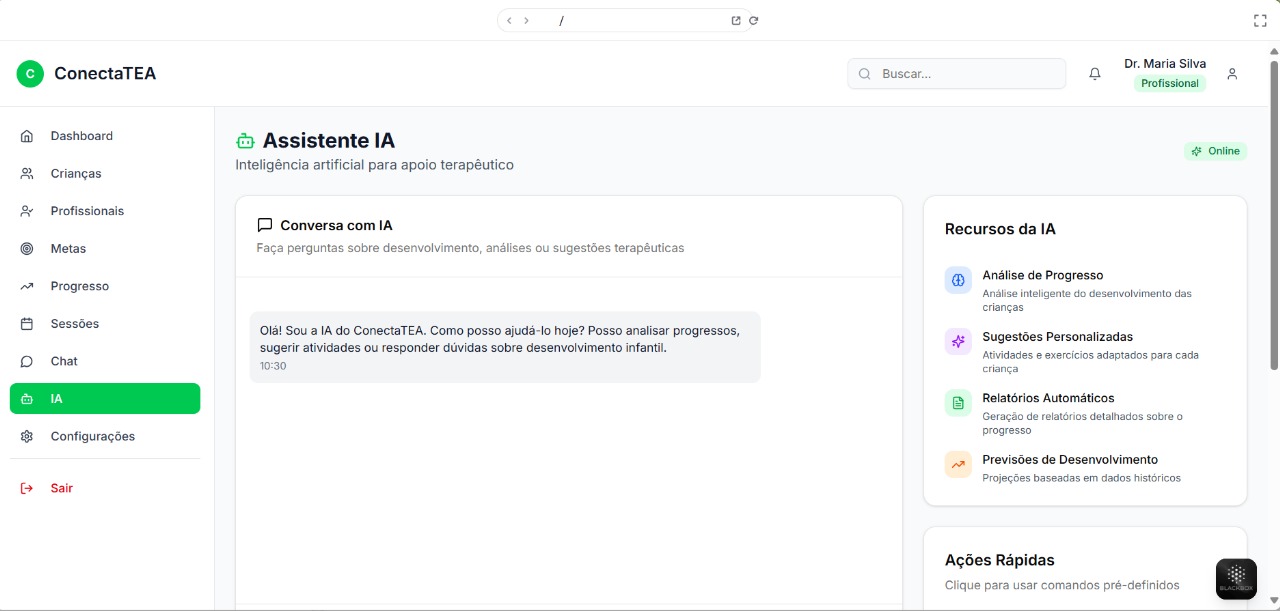 /
C
ConectaTEA
Buscar...
Dr. Maria Silva
Profissional
Dashboard
Crianças
Profissionais
Metas
Progresso
Sessões
Chat
IA
Configurações
Sair
Assistente IA
Inteligência artificial para apoio terapêutico
Online
Conversa com IA
Faça perguntas sobre desenvolvimento, análises ou sugestões terapêuticas
Olá! Sou a IA do ConectaTEA. Como posso ajudá-lo hoje? Posso analisar progressos,
sugerir atividades ou responder dúvidas sobre desenvolvimento infantil.
10:30
Recursos da IA
Análise de Progresso
Análise inteligente do desenvolvimento das
crianças
Sugestões Personalizadas
Atividades e exercícios adaptados para cada
criança
Relatórios Automáticos
Geração de relatórios detalhados sobre o
progresso
Previsões de Desenvolvimento
Projeções baseadas em dados históricos
Ações Rápidas
Clique para usar comandos pré-definidos
BLACKBOX